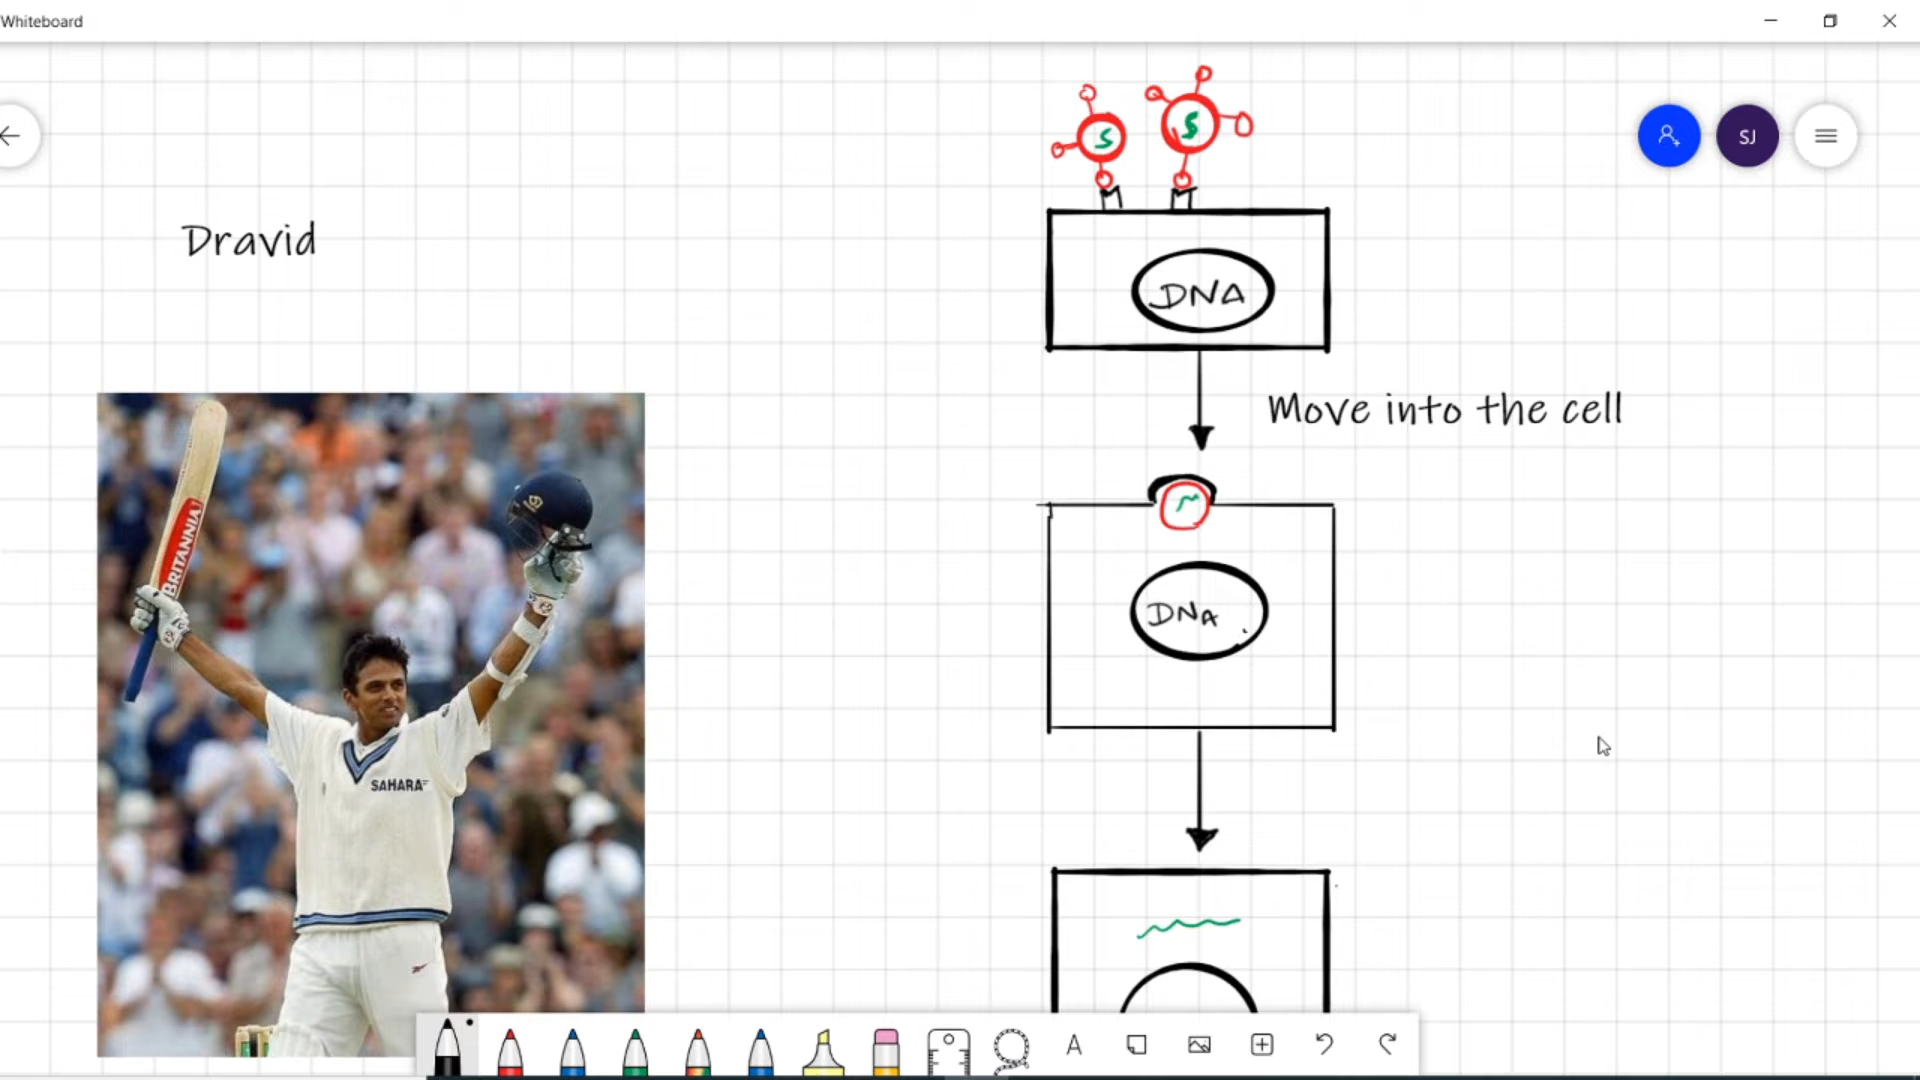 Whiteboard
SJ
S
S
Dravid
DNA
Move into the cell
BRITANNIA
DNA
SAHARA
A